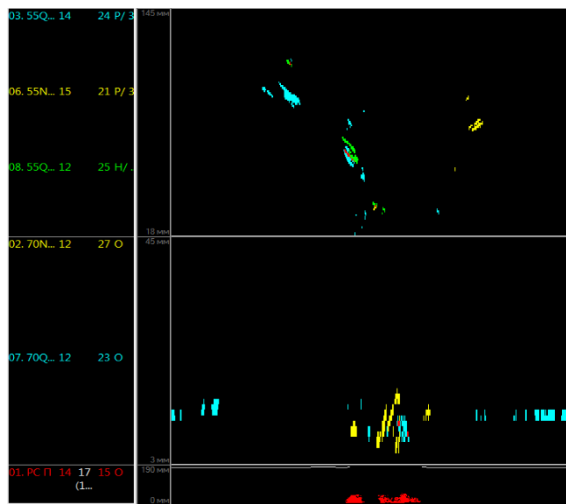 03. 55Q... 14 24 P/ 3
145 мм
06. 55N... 15 21 P/ 3
08. 55Q... 12 25 H/ .
18 мм
02. 70N... 12 27 O
45 мм
07. 70Q... 12 23 O
3 мм
01. РС П 14 17 15 O
190 мм
(1...
0 мм